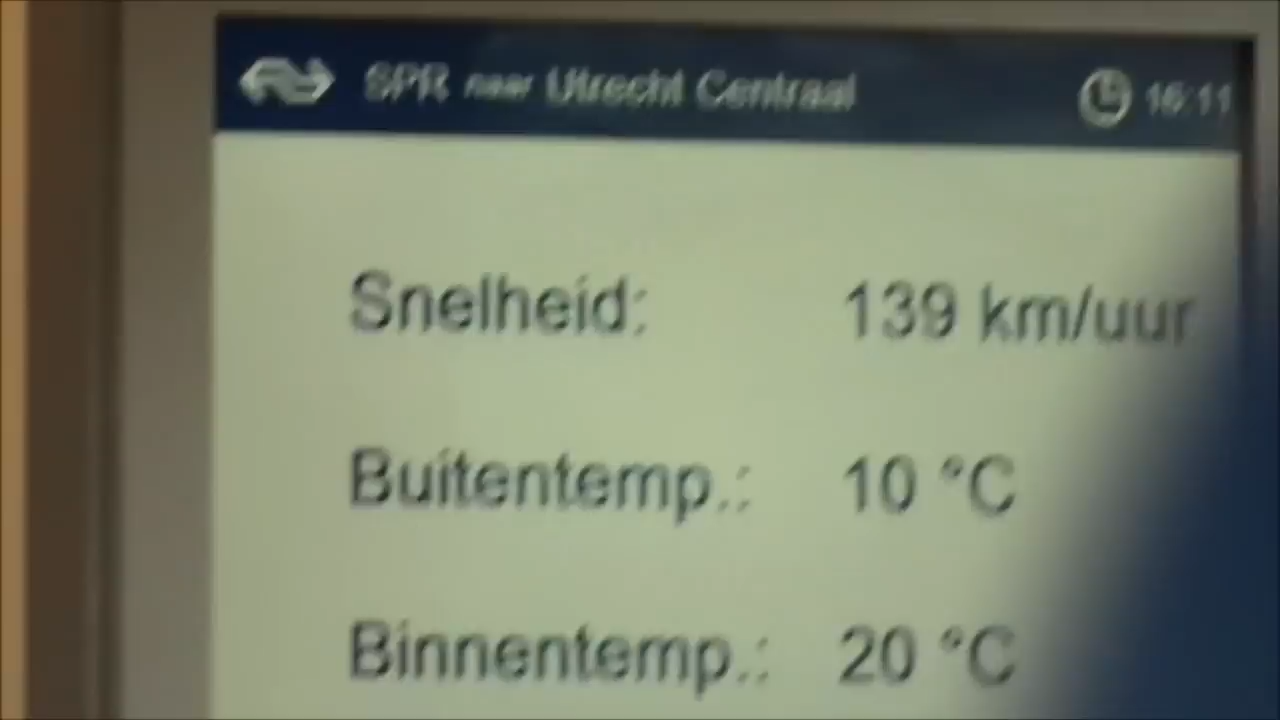 SPR naar Utrecht Centraal 16:11
Snelheid: 139 km/uur
Buitentemp.: 10 °C
Binnentemp.: 20 °C